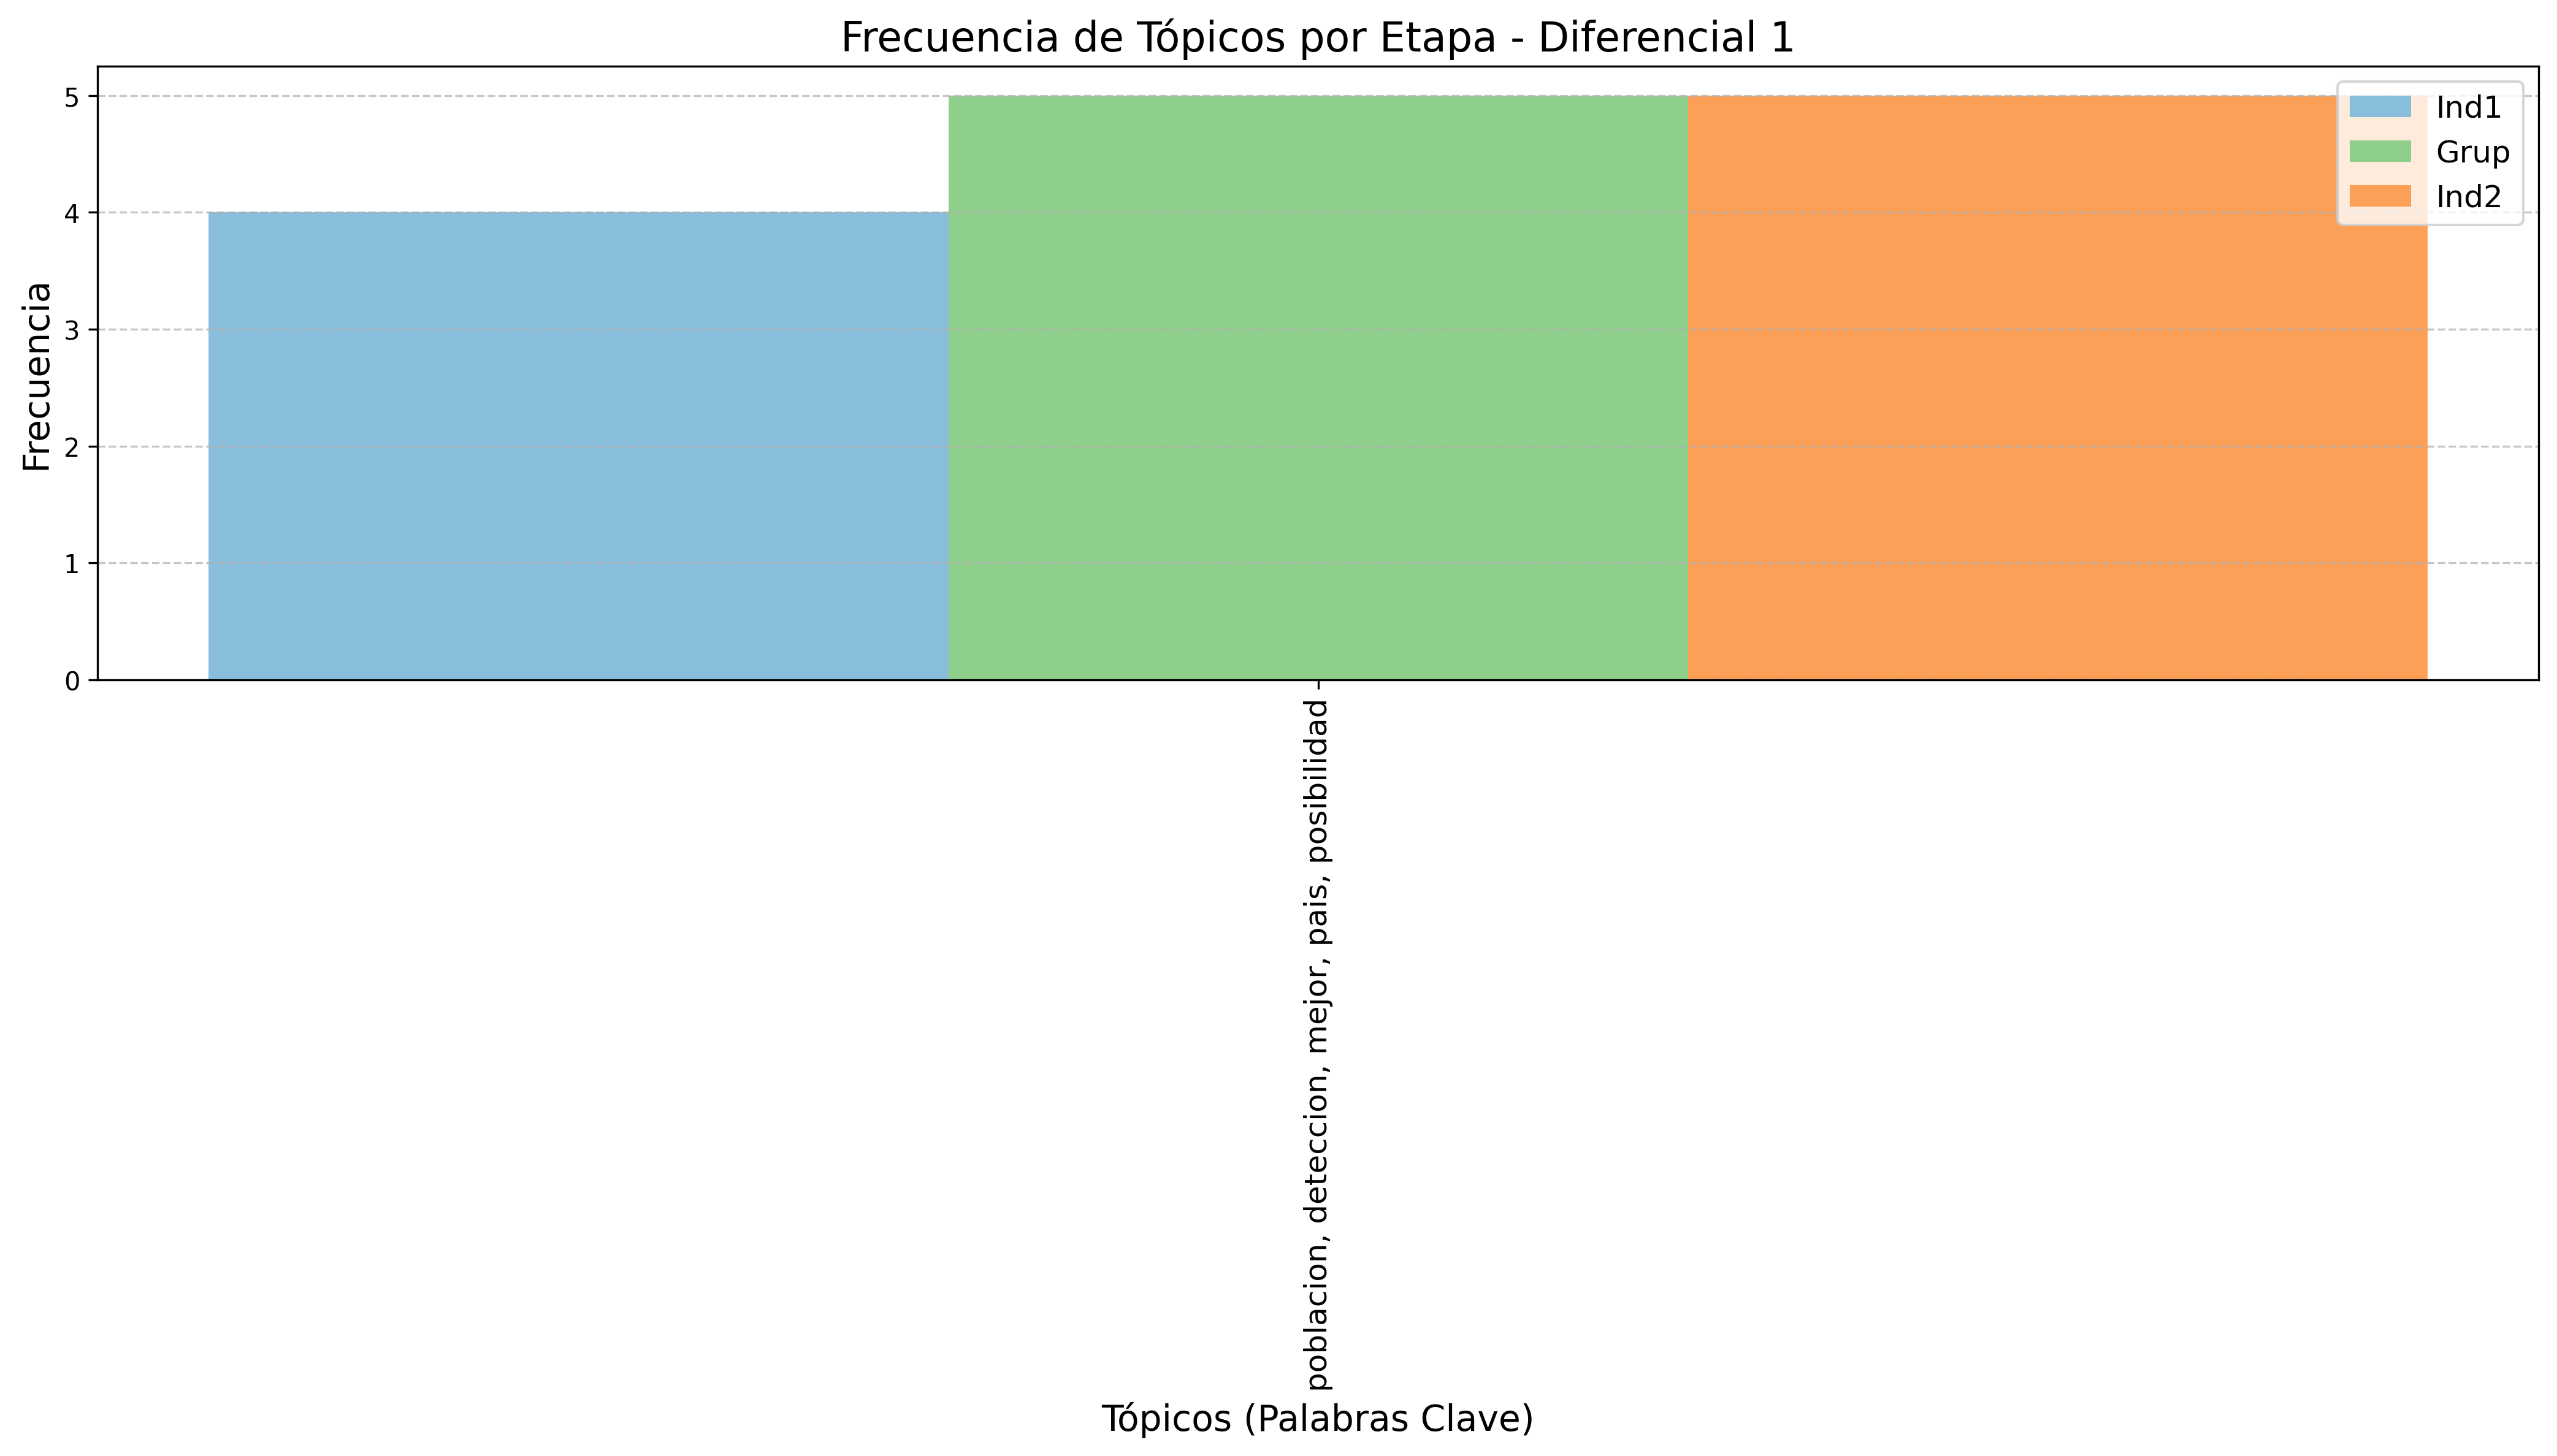 Frecuencia de Tópicos por Etapa - Diferencial 1
Frecuencia
5
4
3
2
1
0
Ind1
Grup
Ind2
poblacion, deteccion, mejor, pais, posibilidad
Tópicos (Palabras Clave)